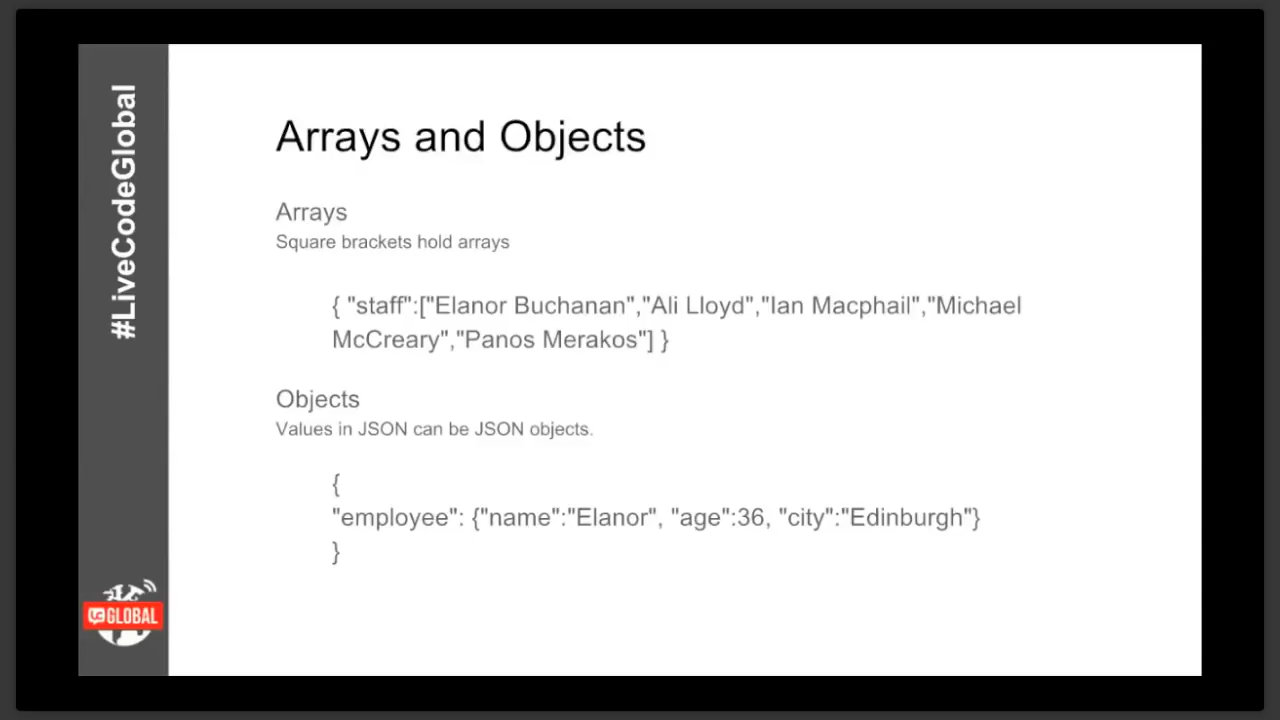 #LiveCodeGlobal
Arrays and Objects
Arrays
Square brackets hold arrays
{ "staff":["Elanor Buchanan","Ali Lloyd","Ian Macphail","Michael
McCreary","Panos Merakos"] }
Objects
Values in JSON can be JSON objects.
{
"employee": {"name":"Elanor", "age":36, "city":"Edinburgh"}
}
GLOBAL